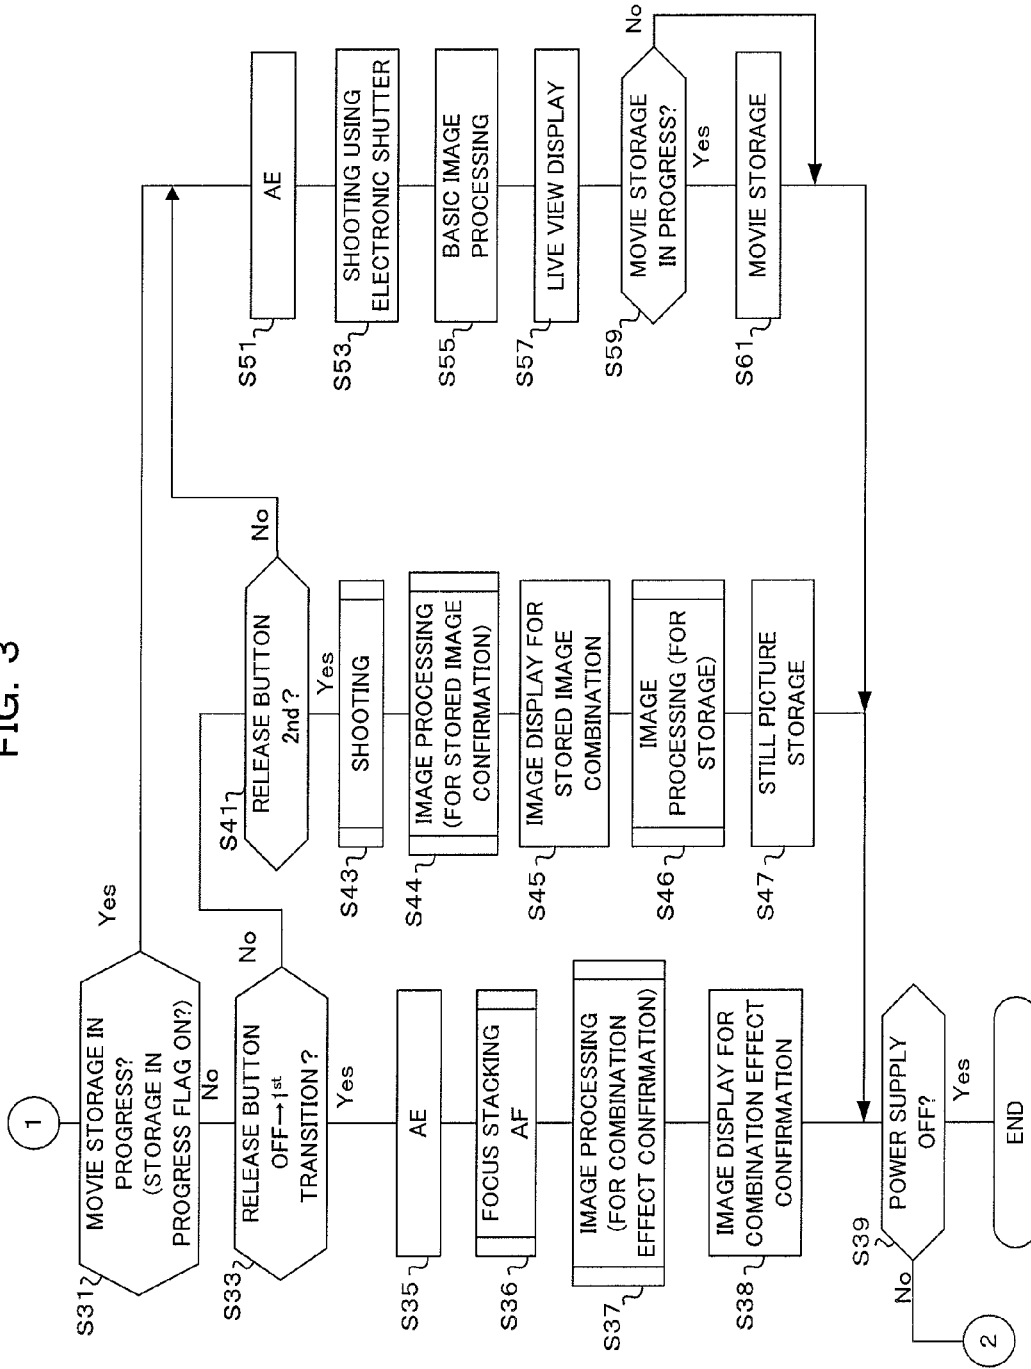 FIG. 3
1
S31
MOVIE STORAGE IN
PROGRESS?
(STORAGE IN
PROGRESS FLAG ON?)
Yes
No
S33
RELEASE BUTTON
OFF→1st
TRANSITION?
No
Yes
S35
AE
S36
FOCUS STACKING
AF
S37
IMAGE PROCESSING
(FOR COMBINATION
EFFECT CONFIRMATION)
S38
IMAGE DISPLAY FOR
COMBINATION EFFECT
CONFIRMATION
S39
POWER SUPPLY
OFF?
No
Yes
2
END
S41
RELEASE BUTTON
2nd?
No
Yes
S43
SHOOTING
S44
IMAGE PROCESSING
(FOR STORED IMAGE
CONFIRMATION)
S45
IMAGE DISPLAY FOR
STORED IMAGE
COMBINATION
S46
IMAGE
PROCESSING (FOR
STORAGE)
S47
STILL PICTURE
STORAGE
S51
AE
S53
SHOOTING USING
ELECTRONIC SHUTTER
S55
BASIC IMAGE
PROCESSING
S57
LIVE VIEW DISPLAY
S59
MOVIE STORAGE
IN PROGRESS?
No
Yes
S61
MOVIE STORAGE